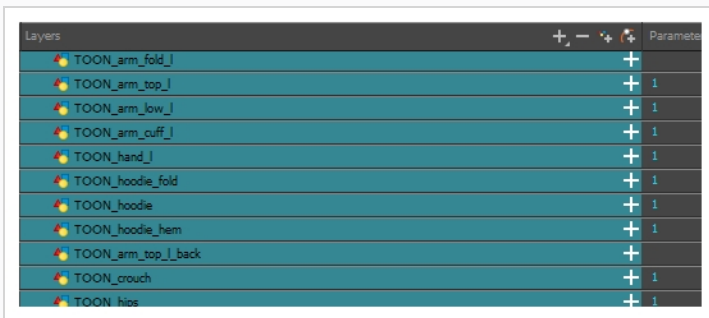 Layers Paramete
TOON_arm_fold_l
TOON_arm_top_l 1
TOON_arm_low_l 1
TOON_arm_cuff_l 1
TOON_hand_l 1
TOON_hoodie_fold 1
TOON_hoodie 1
TOON_hoodie_hem 1
TOON_arm_top_l_back
TOON_crouch 1
TOON_hips 1